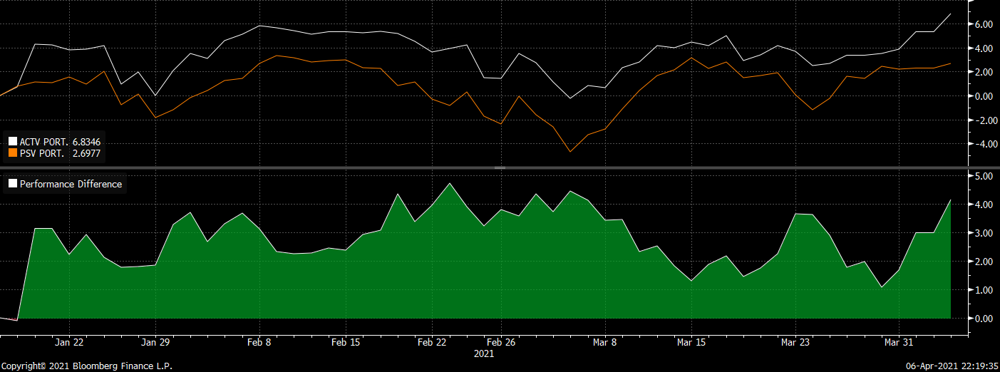 6.00
4.00
2.00
0.00
-2.00
-4.00
ACTV PORT. 6.8346
PSV PORT. 2.6977
Performance Difference
5.00
4.00
3.00
2.00
1.00
0.00
Jan 22 Jan 29 Feb 8 Feb 15 Feb 22 Feb 26 Mar 8 Mar 15 Mar 23 Mar 31
2021
Copyright© 2021 Bloomberg Finance L.P. 06-Apr-2021 22:19:35